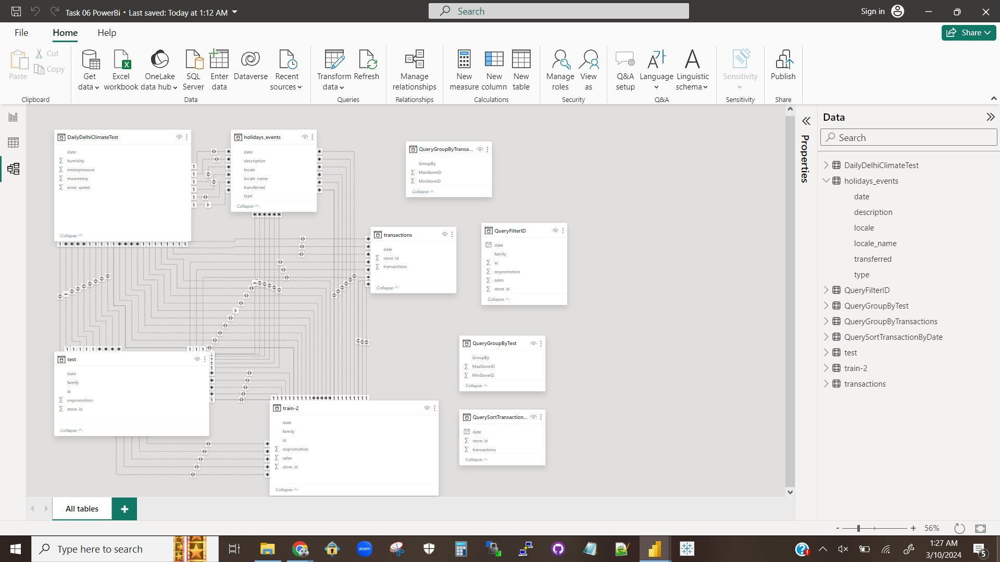 Task 06 PowerBi • Last saved: Today at 1:12 AM
Search
Sign in
File
Home
Help
Share
Paste
Cut
Copy
Clipboard
Get data
Excel workbook
OneLake data hub
SQL Server
Enter data
Dataverse
Recent sources
Data
Transform data
Refresh
Queries
Manage relationships
Relationships
New measure
New column
New table
Calculations
Manage roles
View as
Security
Q&A setup
Language
Linguistic schema
Q&A
Sensitivity
Sensitivity
Publish
Share
DailyDelhiClimateTest
date
humidity
meanpressure
meantemp
wind_speed
Collapse
holidays_events
date
description
locale
locale_name
transferred
type
Collapse
QueryGroupByTransa...
GroupBy
MaxStoreID
MinStoreID
Collapse
transactions
date
store_id
transactions
Collapse
QueryFilterID
date
family
id
onpromotion
sales
store_id
Collapse
test
date
family
id
onpromotion
store_id
Collapse
train-2
date
family
id
onpromotion
sales
store_id
Collapse
QueryGroupByTest
GroupBy
MaxStoreID
MinStoreID
Collapse
QuerySortTransaction...
date
store_id
transactions
Collapse
Properties
Data
Search
DailyDelhiClimateTest
holidays_events
date
description
locale
locale_name
transferred
type
QueryFilterID
QueryGroupByTest
QueryGroupByTransactions
QuerySortTransactionByDate
test
train-2
transactions
All tables
+
- + 56%
Type here to search
zoom
1:27 AM
3/10/2024
5